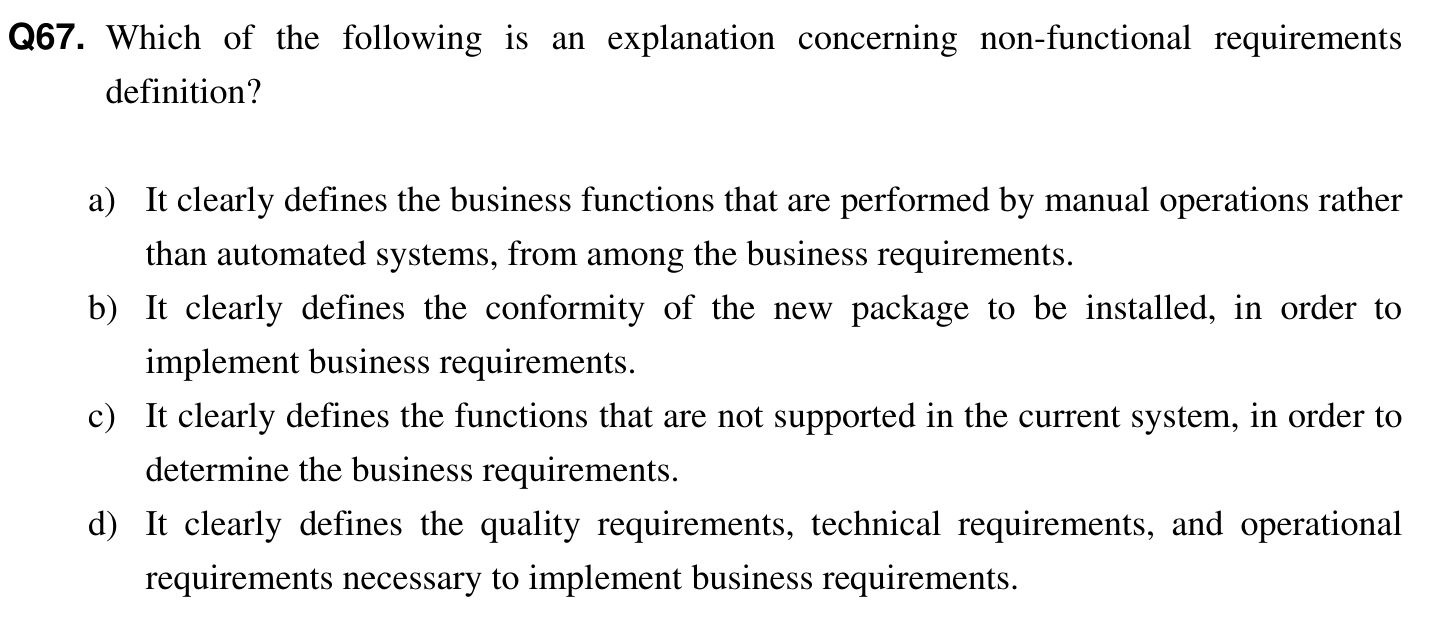 Q67. Which of the following is an explanation concerning non-functional requirements
definition?
a) It clearly defines the business functions that are performed by manual operations rather
than automated systems, from among the business requirements.
b) It clearly defines the conformity of the new package to be installed, in order to
implement business requirements.
c) It clearly defines the functions that are not supported in the current system, in order to
determine the business requirements.
d) It clearly defines the quality requirements, technical requirements, and operational
requirements necessary to implement business requirements.